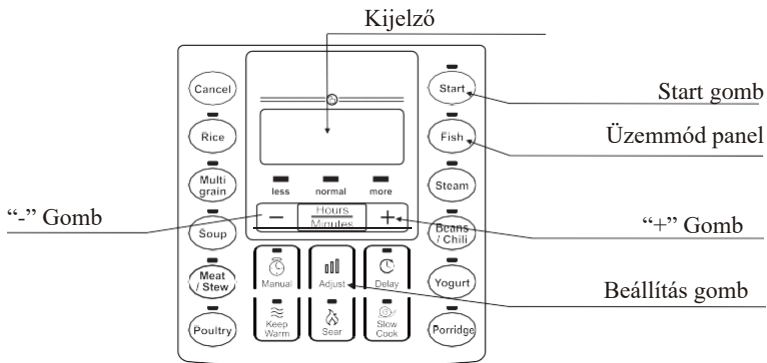 Kijelző
Cancel
Start
Start gomb
Rice
Fish
Üzemmód panel
Multi
grain
less normal more
Steam
“-” Gomb
− Hours + 
Minutes
“+” Gomb
Soup
Beans
/ Chili
Meat
/ Stew
Manual Adjust Delay
Yogurt
Beállítás gomb
Poultry
Keep
Warm
Sear
Slow
Cook
Porridge